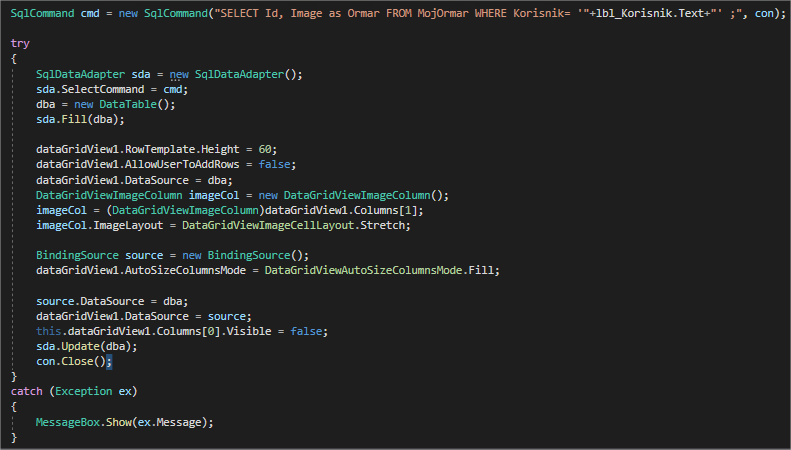 SqlCommand cmd = new SqlCommand("SELECT Id, Image as Ormar FROM MojOrmar WHERE Korisnik= '"+lbl_Korisnik.Text+"' ;", con);
try
{
SqlDataAdapter sda = new SqlDataAdapter();
sda.SelectCommand = cmd;
dba = new DataTable();
sda.Fill(dba);
dataGridView1.RowTemplate.Height = 60;
dataGridView1.AllowUserToAddRows = false;
dataGridView1.DataSource = dba;
DataGridViewImageColumn imageCol = new DataGridViewImageColumn();
imageCol = (DataGridViewImageColumn)dataGridView1.Columns[1];
imageCol.ImageLayout = DataGridViewImageCellLayout.Stretch;
BindingSource source = new BindingSource();
dataGridView1.AutoSizeColumnsMode = DataGridViewAutoSizeColumnsMode.Fill;
source.DataSource = dba;
dataGridView1.DataSource = source;
this.dataGridView1.Columns[0].Visible = false;
sda.Update(dba);
con.Close();
}
catch (Exception ex)
{
MessageBox.Show(ex.Message);
}